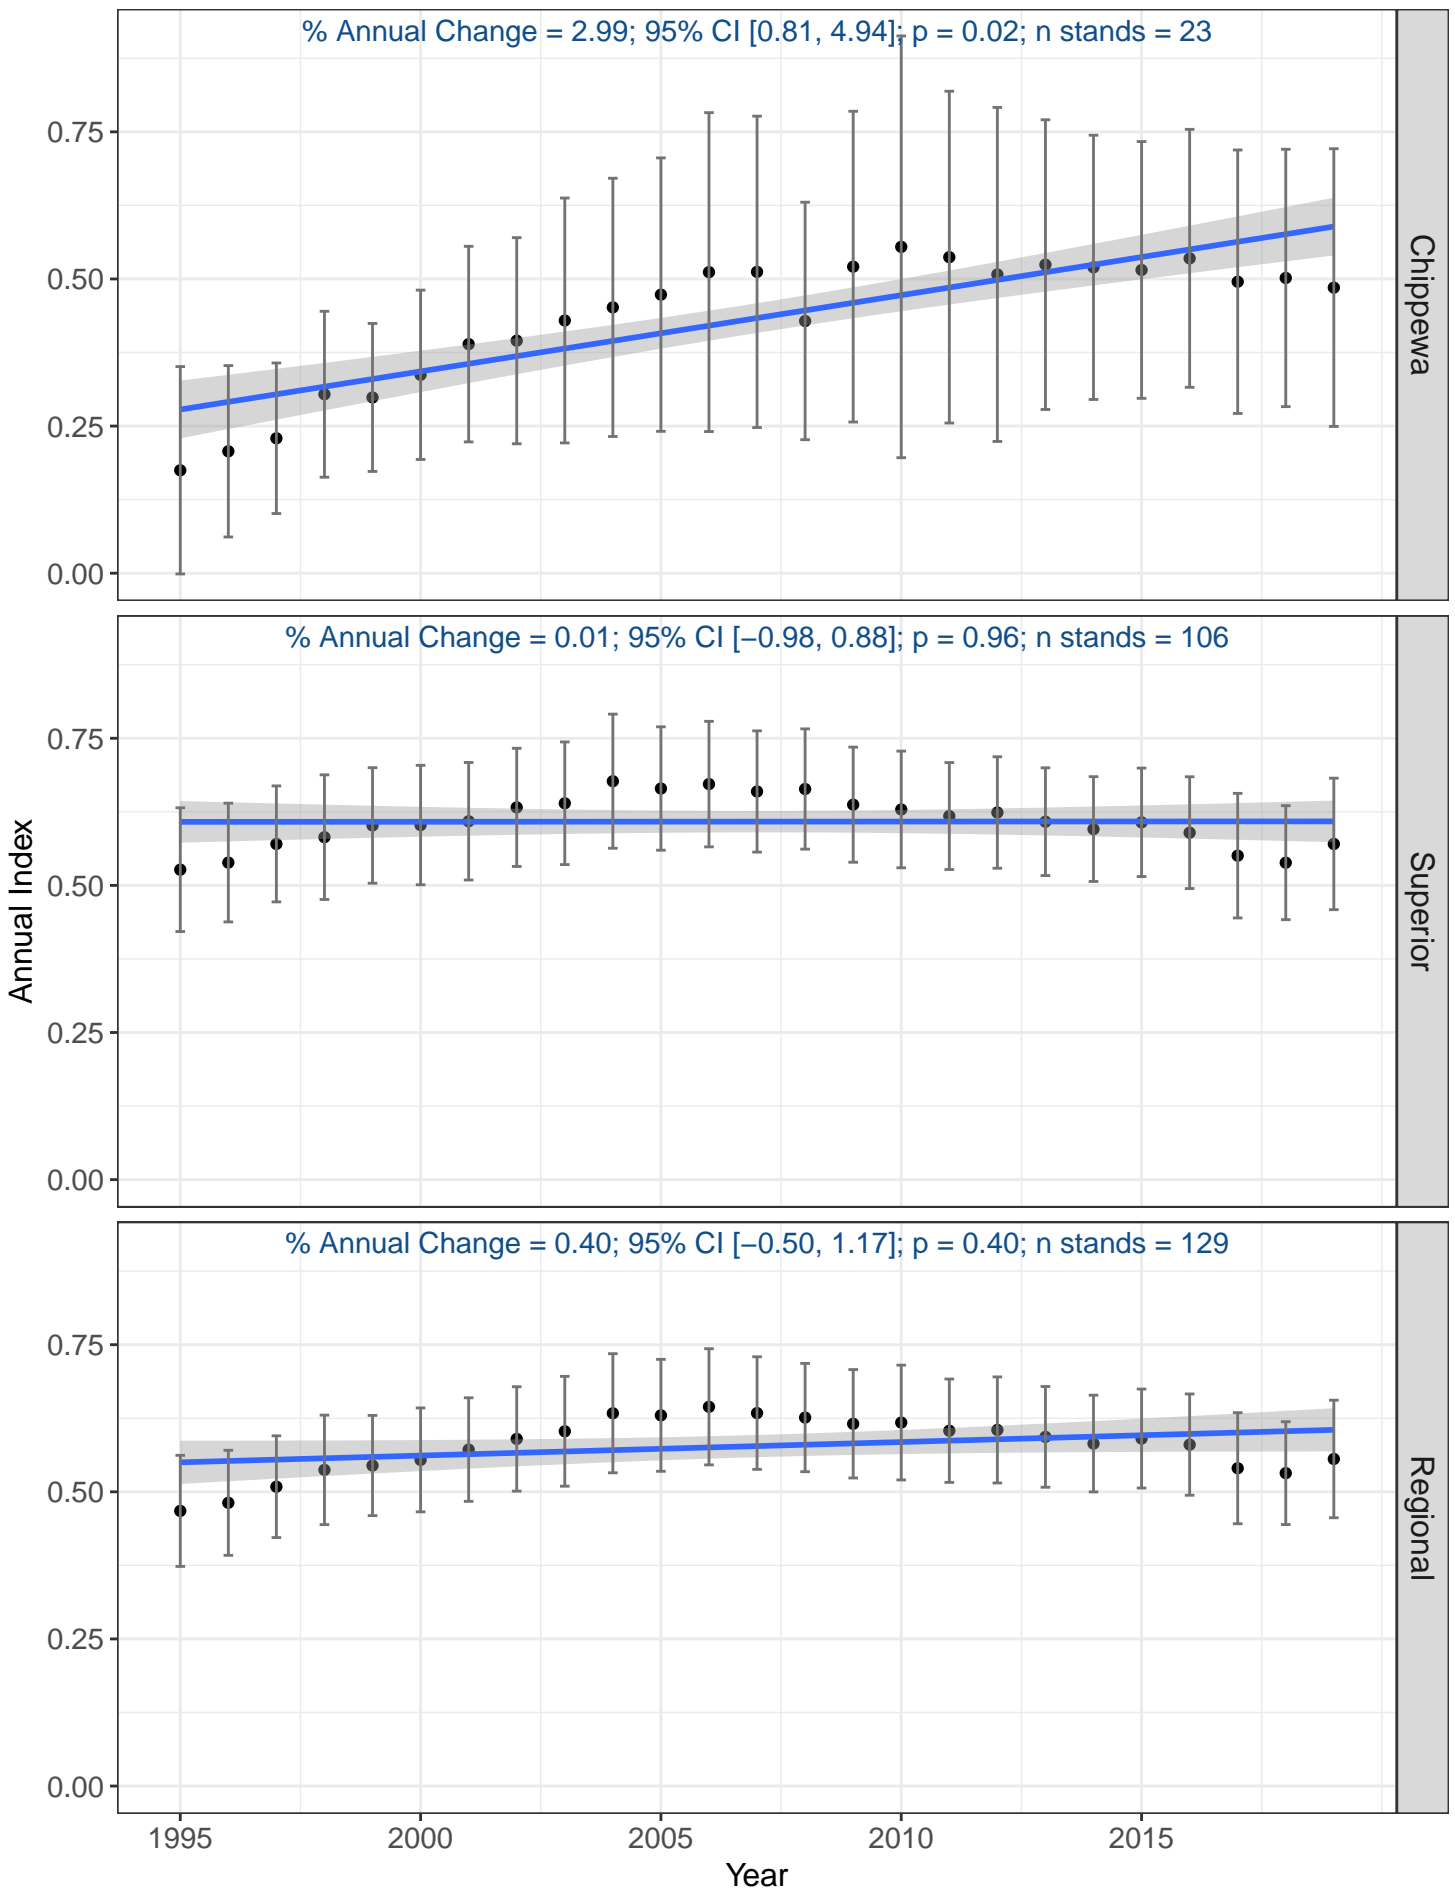 % Annual Change = 2.99; 95% CI [0.81, 4.94]; p = 0.02; n stands = 23
0.75
0.50
0.25
0.00
Chippewa
% Annual Change = 0.01; 95% CI [−0.98, 0.88]; p = 0.96; n stands = 106
0.75
0.50
0.25
0.00
Superior
Annual Index
% Annual Change = 0.40; 95% CI [−0.50, 1.17]; p = 0.40; n stands = 129
0.75
0.50
0.25
0.00
Regional
1995 2000 2005 2010 2015
Year